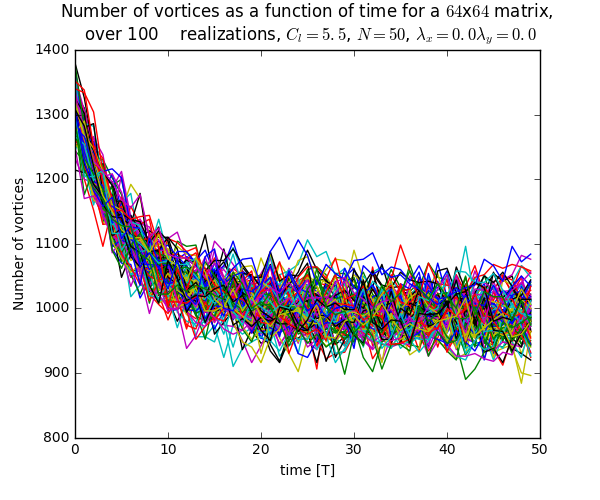 Number of vortices as a function of time for a 64x64 matrix,
over 100 realizations, C_l = 5.5, N = 50, λ_x = 0.0λ_y = 0.0
1400
1300
1200
1100
1000
900
800
Number of vortices
0 10 20 30 40 50
time [T]